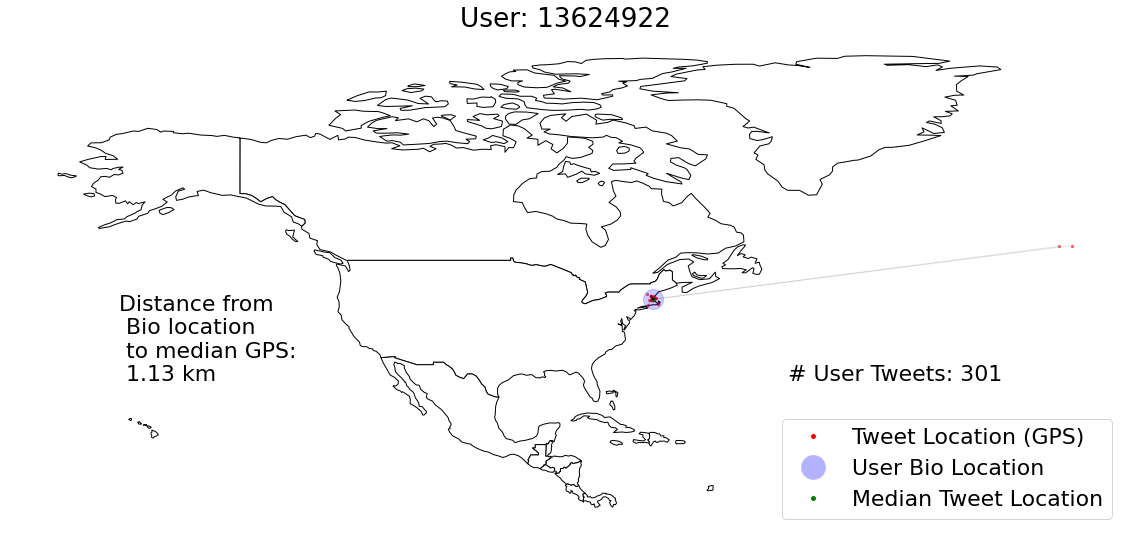 User: 13624922
Distance from
Bio location
to median GPS:
1.13 km
# User Tweets: 301
Tweet Location (GPS)
User Bio Location
Median Tweet Location